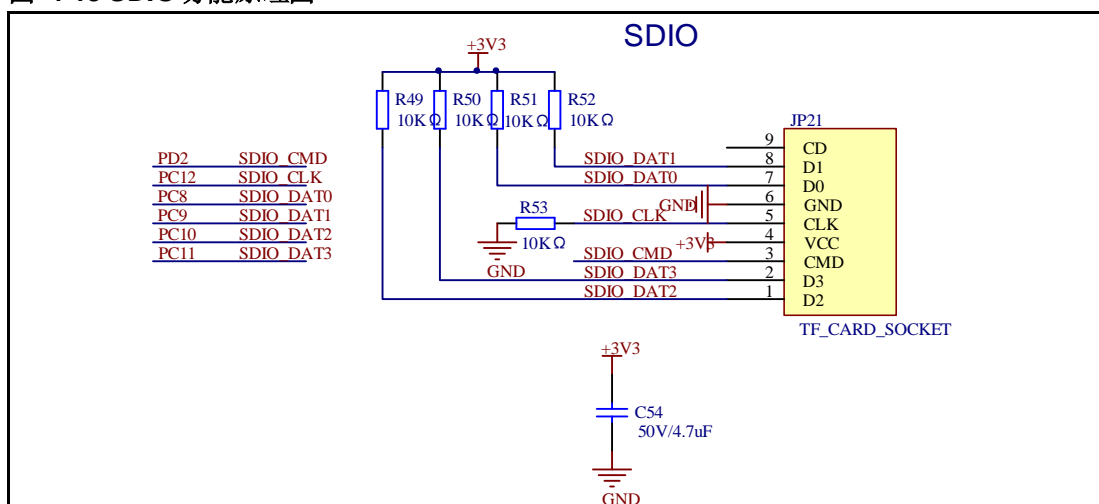 SDIO
+3V3
R49
10KΩ
R50
10KΩ
R51
10KΩ
R52
10KΩ
JP21
PD2 SDIO_CMD
PC12 SDIO_CLK
PC8 SDIO_DAT0
PC9 SDIO_DAT1
PC10 SDIO_DAT2
PC11 SDIO_DAT3
9 CD
SDIO_DAT1 8 D1
SDIO_DAT0 7 D0
GND 6 GND
R53
10KΩ
GND
SDIO_CLK 5 CLK
+3V3 4 VCC
SDIO_CMD 3 CMD
SDIO_DAT3 2 D3
SDIO_DAT2 1 D2
TF_CARD_SOCKET
+3V3
C54
50V/4.7uF
GND